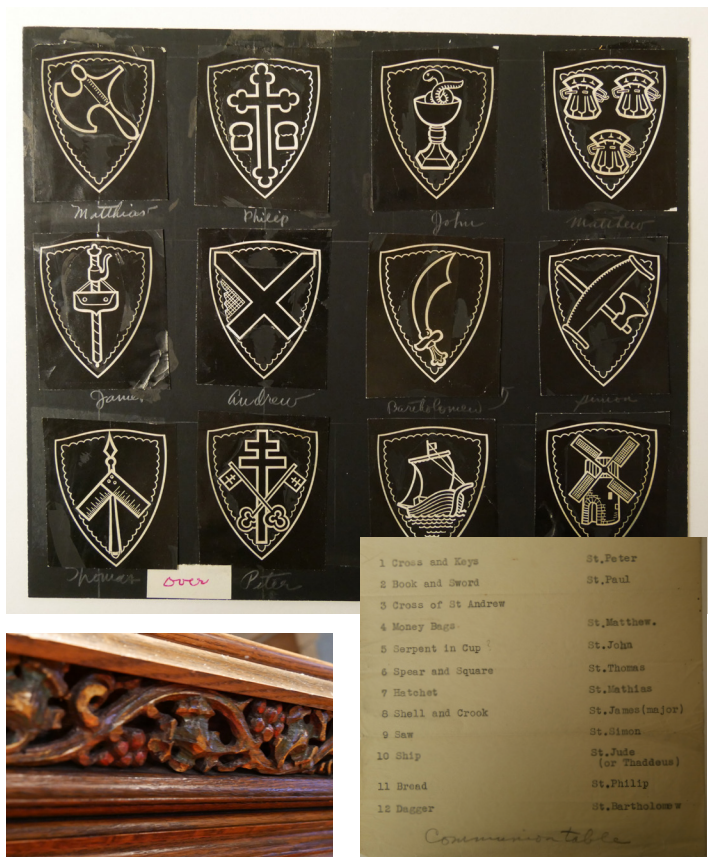 Matthias
Philip
John
Matthew
James
Andrew
Bartholomew
Simon
Thomas
over
Peter
1 Cross and Keys St.Peter
2 Book and Sword St.Paul
3 Cross of St Andrew
4 Money Bags St.Matthew.
5 Serpent in Cup St.John
6 Spear and Square St.Thomas
7 Hatchet St.Mathias
8 Shell and Crook St.James(major)
9 Saw St.Simon
10 Ship St.Jude
(or Thaddeus)
11 Bread St.Philip
12 Dagger St.Bartholomew
Communion table